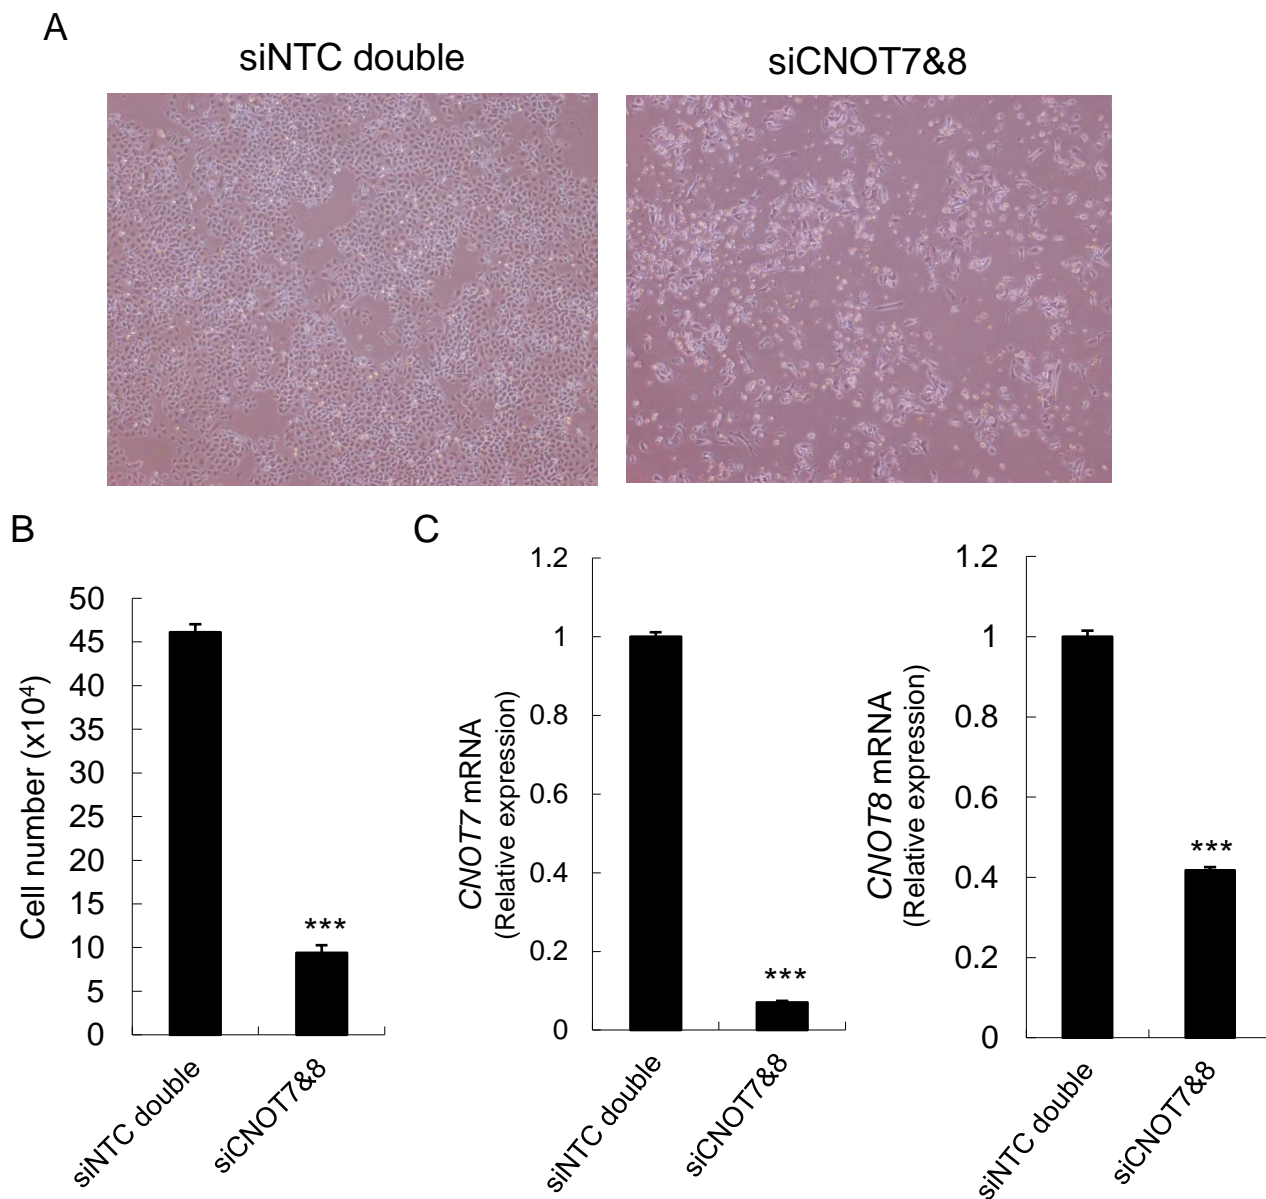 A
siNTC double
siCNOT7&8
B
C
50
45
40
35
30
25
20
15
10
5
0
Cell number (x10⁴)
***
siNTC double
siCNOT7&8
1.2
1
0.8
0.6
0.4
0.2
0
CNOT7 mRNA
(Relative expression)
***
siNTC double
siCNOT7&8
1.2
1
0.8
0.6
0.4
0.2
0
CNOT8 mRNA
(Relative expression)
***
siNTC double
siCNOT7&8